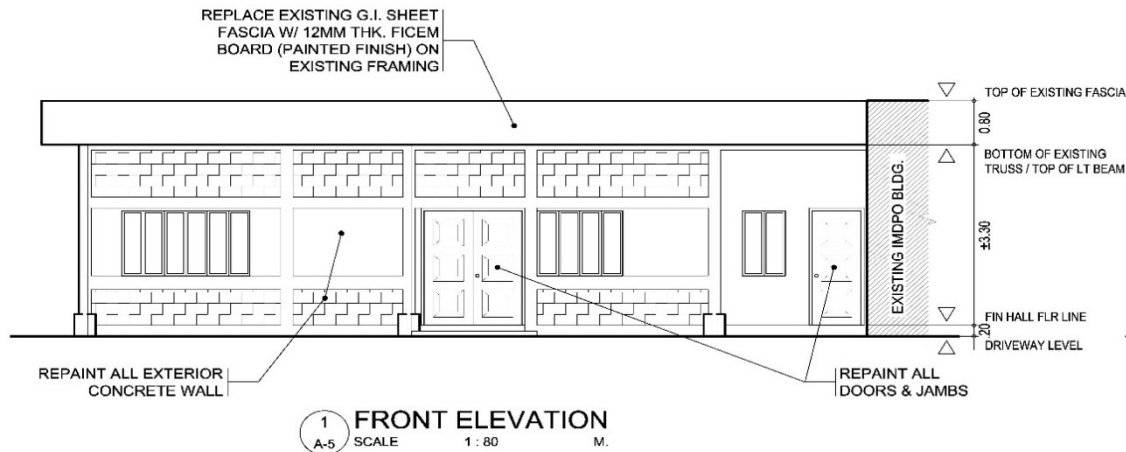 REPLACE EXISTING G.I. SHEET
FASCIA W/ 12MM THK. FICEM
BOARD (PAINTED FINISH) ON
EXISTING FRAMING
TOP OF EXISTING FASCIA
0.80
BOTTOM OF EXISTING
TRUSS / TOP OF LT BEAM
EXISTING IMDPO BLDG.
±3.30
FIN HALL FLR LINE
.20
DRIVEWAY LEVEL
REPAINT ALL EXTERIOR
CONCRETE WALL
REPAINT ALL
DOORS & JAMBS
1
A-5
FRONT ELEVATION
SCALE 1 : 80 M.